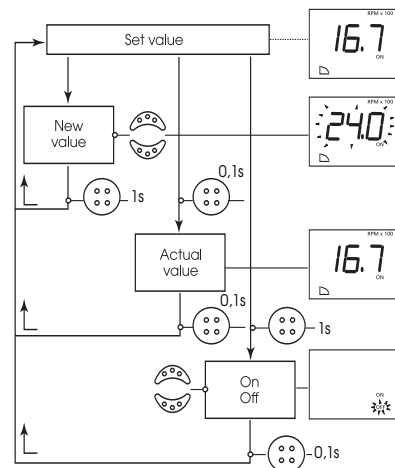 Set value
RPM x 100
16.7
ON
New
value
RPM x 100
24.0
ON
1s
0,1s
Actual
value
RPM x 100
16.7
ON
0,1s
1s
On
Off
ON
OFF
0,1s